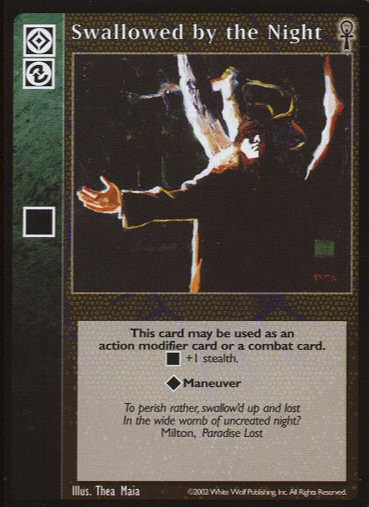 Swallowed by the Night
This card may be used as an
action modifier card or a combat card.
+1 stealth.
Maneuver
To perish rather, swallow'd up and lost
In the wide womb of uncreated night?
Milton, Paradise Lost
Illus. Thea Maia
©2002 White Wolf Publishing, Inc. All Rights Reserved.